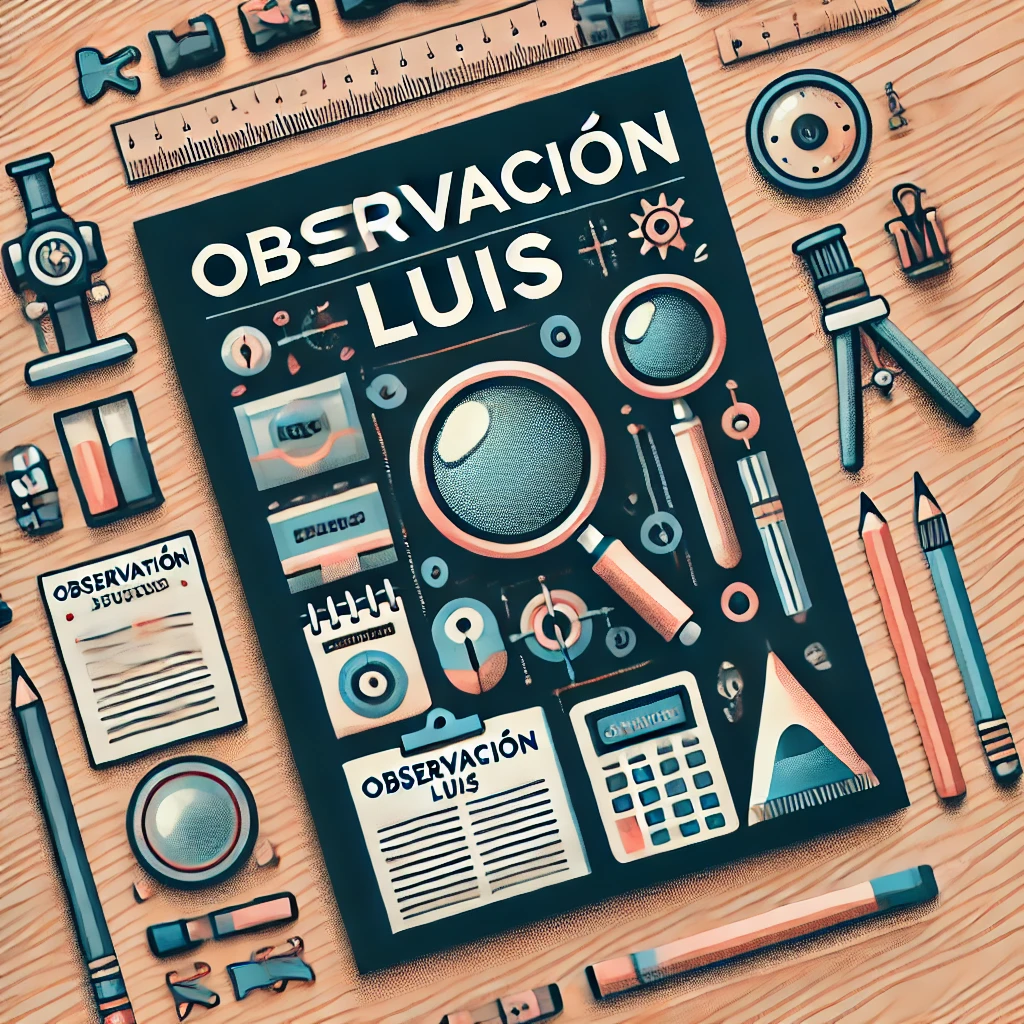 OBSERVACIÓN
LUIS
OBSERVATIÓN
OBSERVACIÓN
LUIS